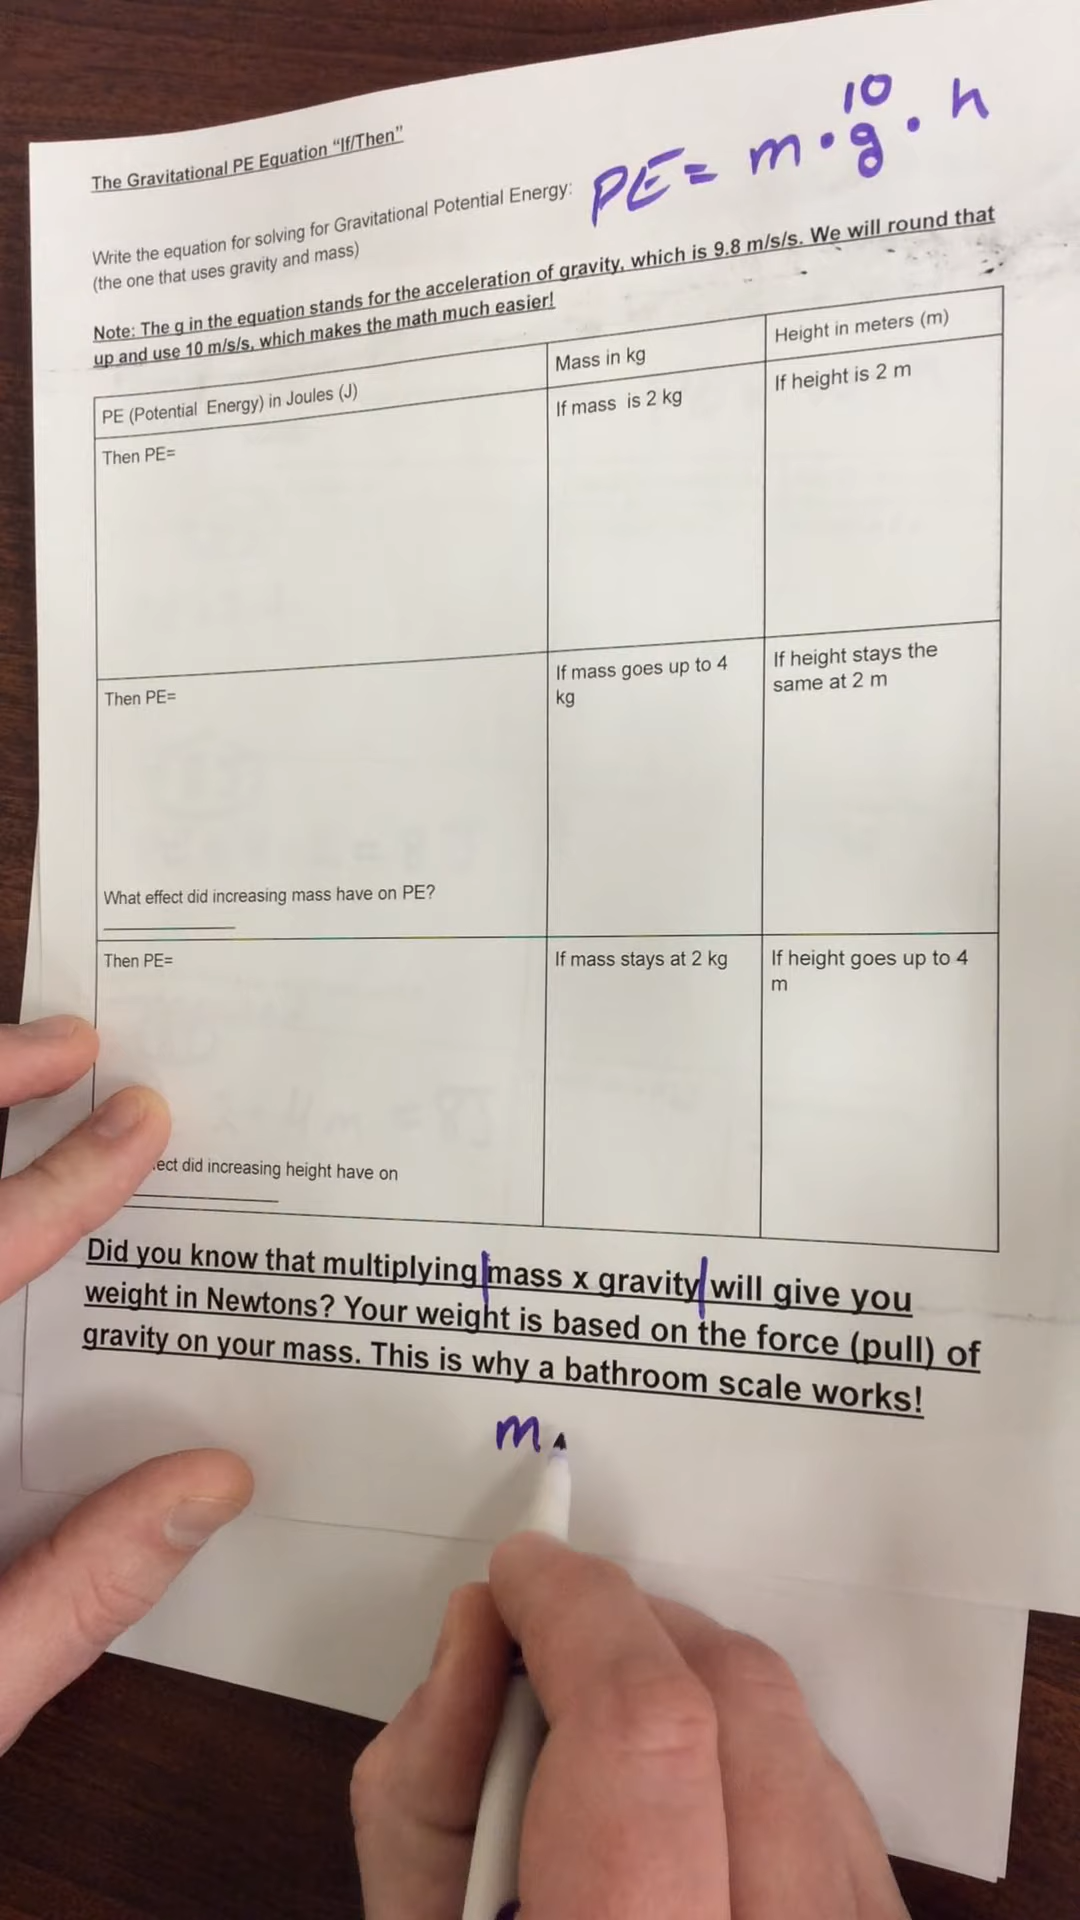 The Gravitational PE Equation “If/Then”
10
PE= m • g • h
Write the equation for solving for Gravitational Potential Energy:
(the one that uses gravity and mass)
Note: The g in the equation stands for the acceleration of gravity, which is 9.8 m/s/s. We will round that
up and use 10 m/s/s, which makes the math much easier!
PE (Potential Energy) in Joules (J)
Mass in kg
Height in meters (m)
Then PE=
If mass is 2 kg
If height is 2 m
Then PE=
If mass goes up to 4
kg
If height stays the
same at 2 m
What effect did increasing mass have on PE?
Then PE=
If mass stays at 2 kg
If height goes up to 4
m
ect did increasing height have on
Did you know that multiplying mass x gravity will give you
weight in Newtons? Your weight is based on the force (pull) of
gravity on your mass. This is why a bathroom scale works!
m